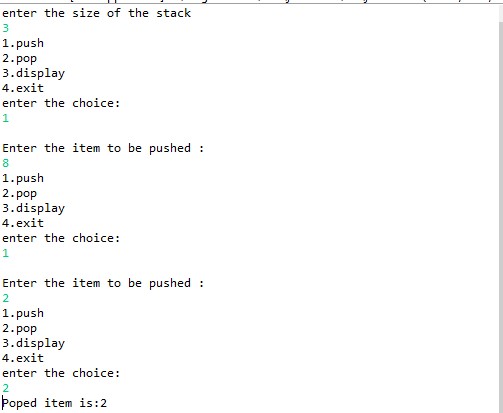 enter the size of the stack
3
1.push
2.pop
3.display
4.exit
enter the choice:
1
Enter the item to be pushed :
8
1.push
2.pop
3.display
4.exit
enter the choice:
1
Enter the item to be pushed :
2
1.push
2.pop
3.display
4.exit
enter the choice:
2
Poped item is:2